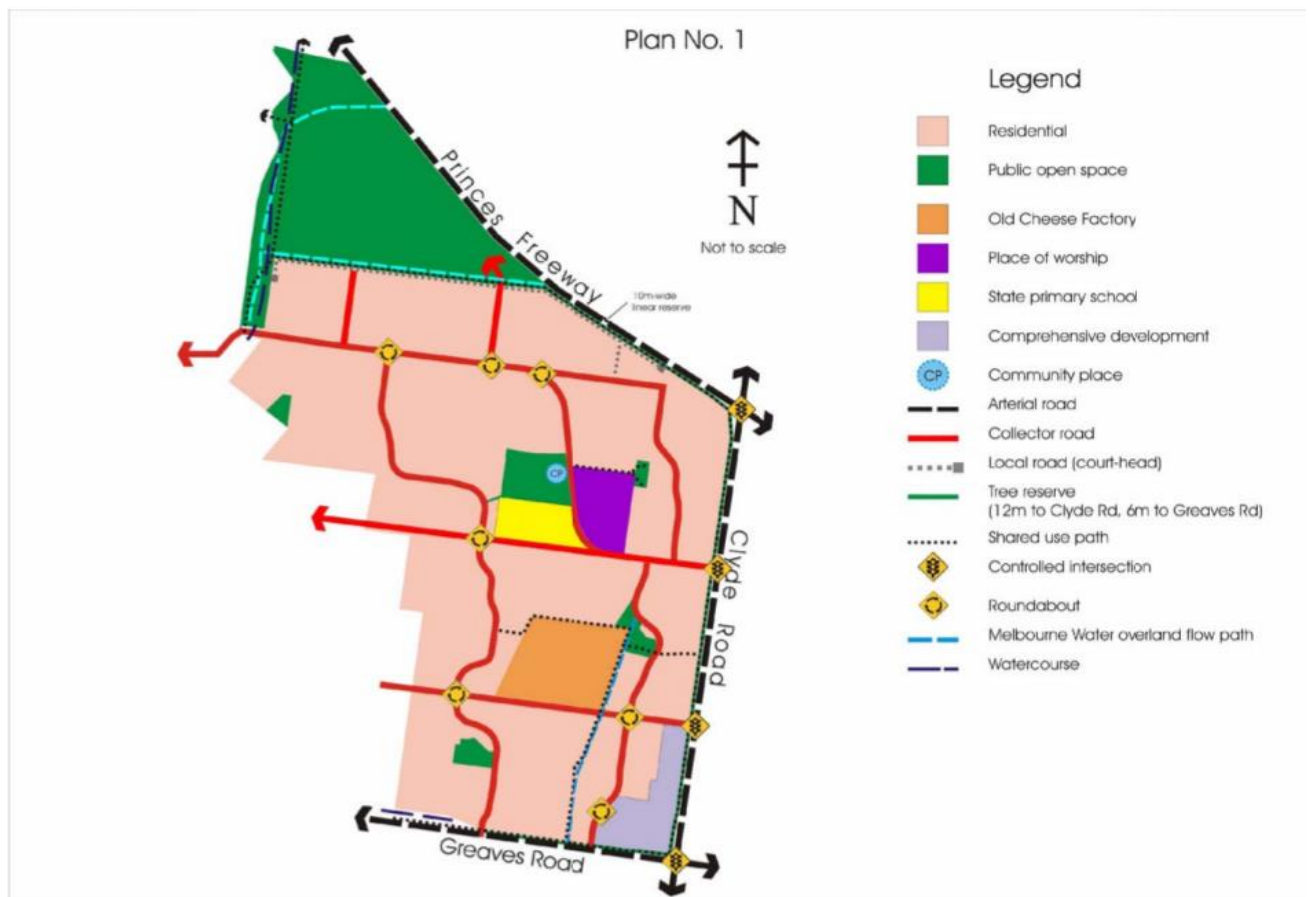 Plan No. 1
Princes Freeway
N
Not to scale
10m-wide
linear reserve
CP
Clyde Road
Greaves Road
Legend
Residential
Public open space
Old Cheese Factory
Place of worship
State primary school
Comprehensive development
CP
Community place
Arterial road
Collector road
Local road (court-head)
Tree reserve
(12m to Clyde Rd, 6m to Greaves Rd)
Shared use path
Controlled intersection
Roundabout
Melbourne Water overland flow path
Watercourse